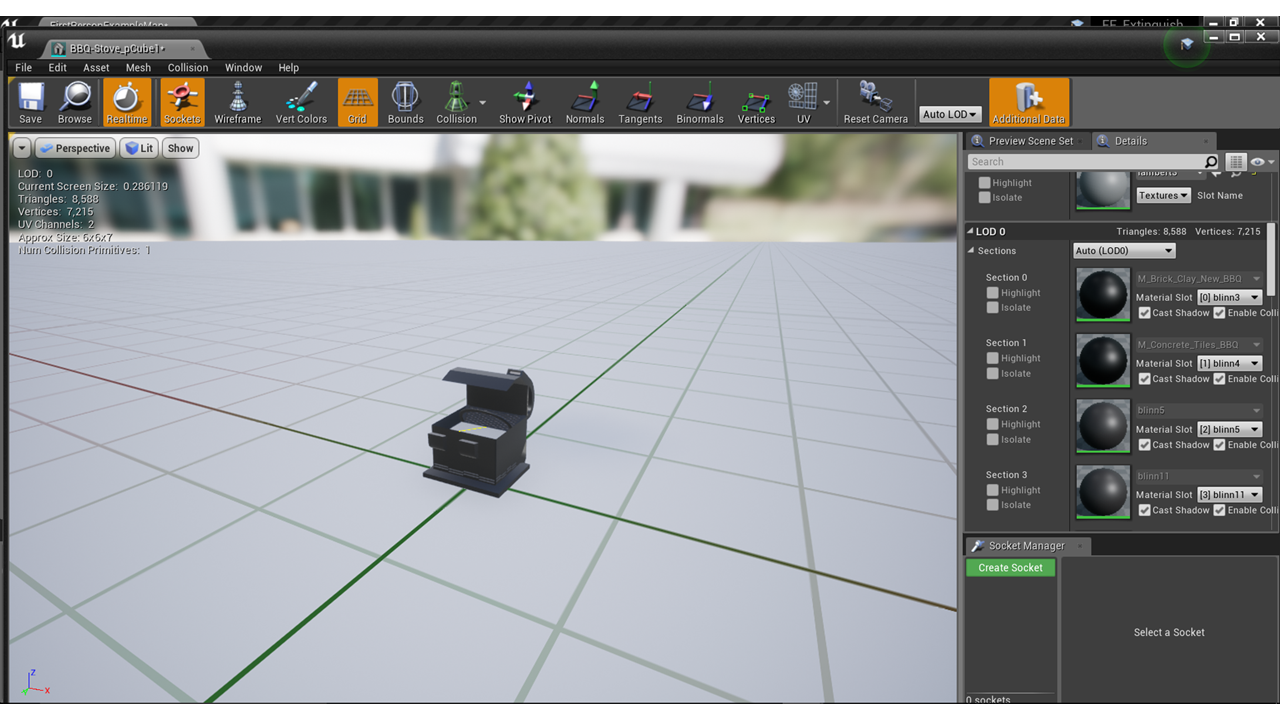 FirstPersonExampleMap*
FF_Extinguish
BBQ-Stove_pCube1*
File Edit Asset Mesh Collision Window Help
Save Browse Realtime Sockets Wireframe Vert Colors Grid Bounds Collision Show Pivot Normals Tangents Binormals Vertices UV Reset Camera Auto LOD Additional Data
Perspective Lit Show
LOD: 0
Current Screen Size: 0.286119
Triangles: 8,588
Vertices: 7,215
UV Channels: 2
Approx Size: 6x6x7
Num Collision Primitives: 1
Z
X
Preview Scene Set Details
Search
Highlight
Isolate
lambert3
Textures Slot Name
LOD 0 Triangles: 8,588 Vertices: 7,215
Sections Auto (LOD0)
Section 0 M_Brick_Clay_New_BBQ
Highlight Material Slot [0] blinn3
Isolate Cast Shadow Enable Colli
Section 1 M_Concrete_Tiles_BBQ
Highlight Material Slot [1] blinn4
Isolate Cast Shadow Enable Colli
Section 2 blinn5
Highlight Material Slot [2] blinn5
Isolate Cast Shadow Enable Colli
Section 3 blinn11
Highlight Material Slot [3] blinn11
Isolate Cast Shadow Enable Colli
Socket Manager
Create Socket
Select a Socket
0 sockets